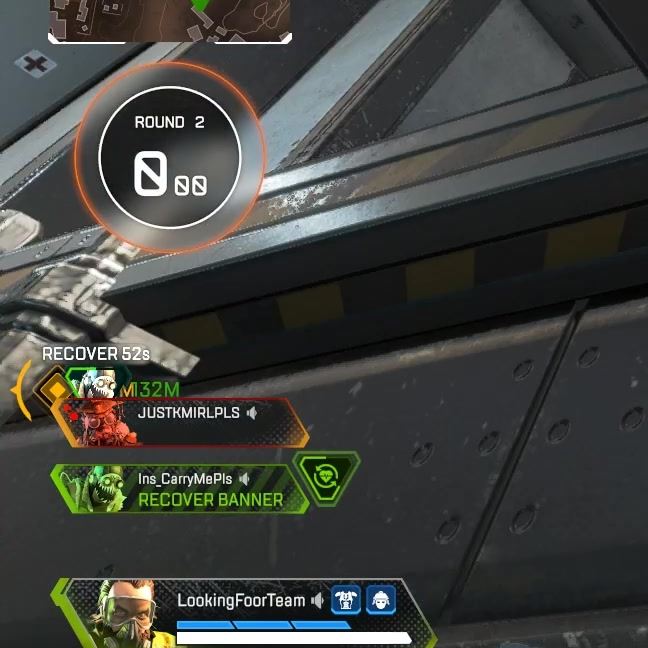 ROUND 2
0 00
RECOVER 52s
132M
JUSTKMIRLPLS
Ins_CarryMePls
RECOVER BANNER
LookingFoorTeam